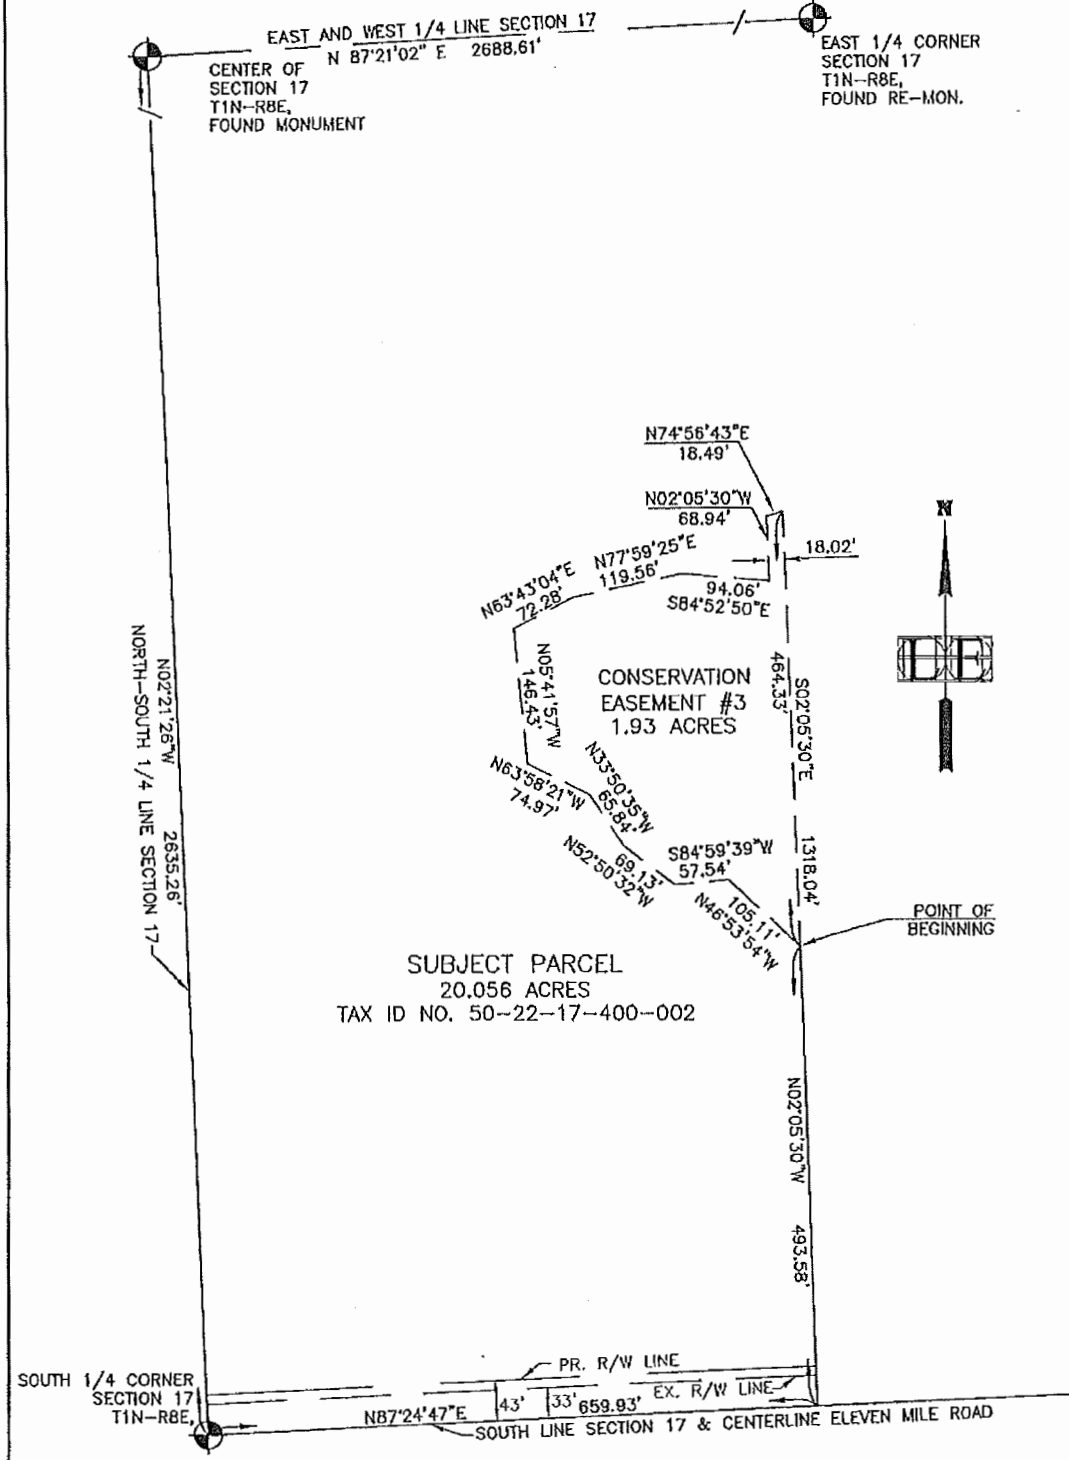 EAST AND WEST 1/4 LINE SECTION 17
N 87°21'02" E 2688.61'
CENTER OF
SECTION 17
T1N-R8E,
FOUND MONUMENT
EAST 1/4 CORNER
SECTION 17
T1N-R8E,
FOUND RE-MON.
N74°56'43"E
18.49'
N02°05'30"W
68.94'
18.02'
N
N77°59'25"E
119.56'
N63°43'04"E
72.28'
94.06'
S84°52'50"E
CONSERVATION
EASEMENT #3
1.93 ACRES
N05°41'57"W
146.43'
464.33'
S02°05'30"E 1318.04'
N02°21'26"W 2635.26'
NORTH-SOUTH 1/4 LINE SECTION 17
N63°58'21"W
74.97'
N33°50'35"W
65.84'
69.13'
N52°50'32"W
S84°59'39"W
57.54'
105.11'
N46°53'54"W
POINT OF
BEGINNING
SUBJECT PARCEL
20.056 ACRES
TAX ID NO. 50-22-17-400-002
N02°05'30"W 493.58'
PR. R/W LINE
EX. R/W LINE
SOUTH 1/4 CORNER
SECTION 17
T1N-R8E,
N87°24'47"E 43' 33' 659.93'
SOUTH LINE SECTION 17 & CENTERLINE ELEVEN MILE ROAD